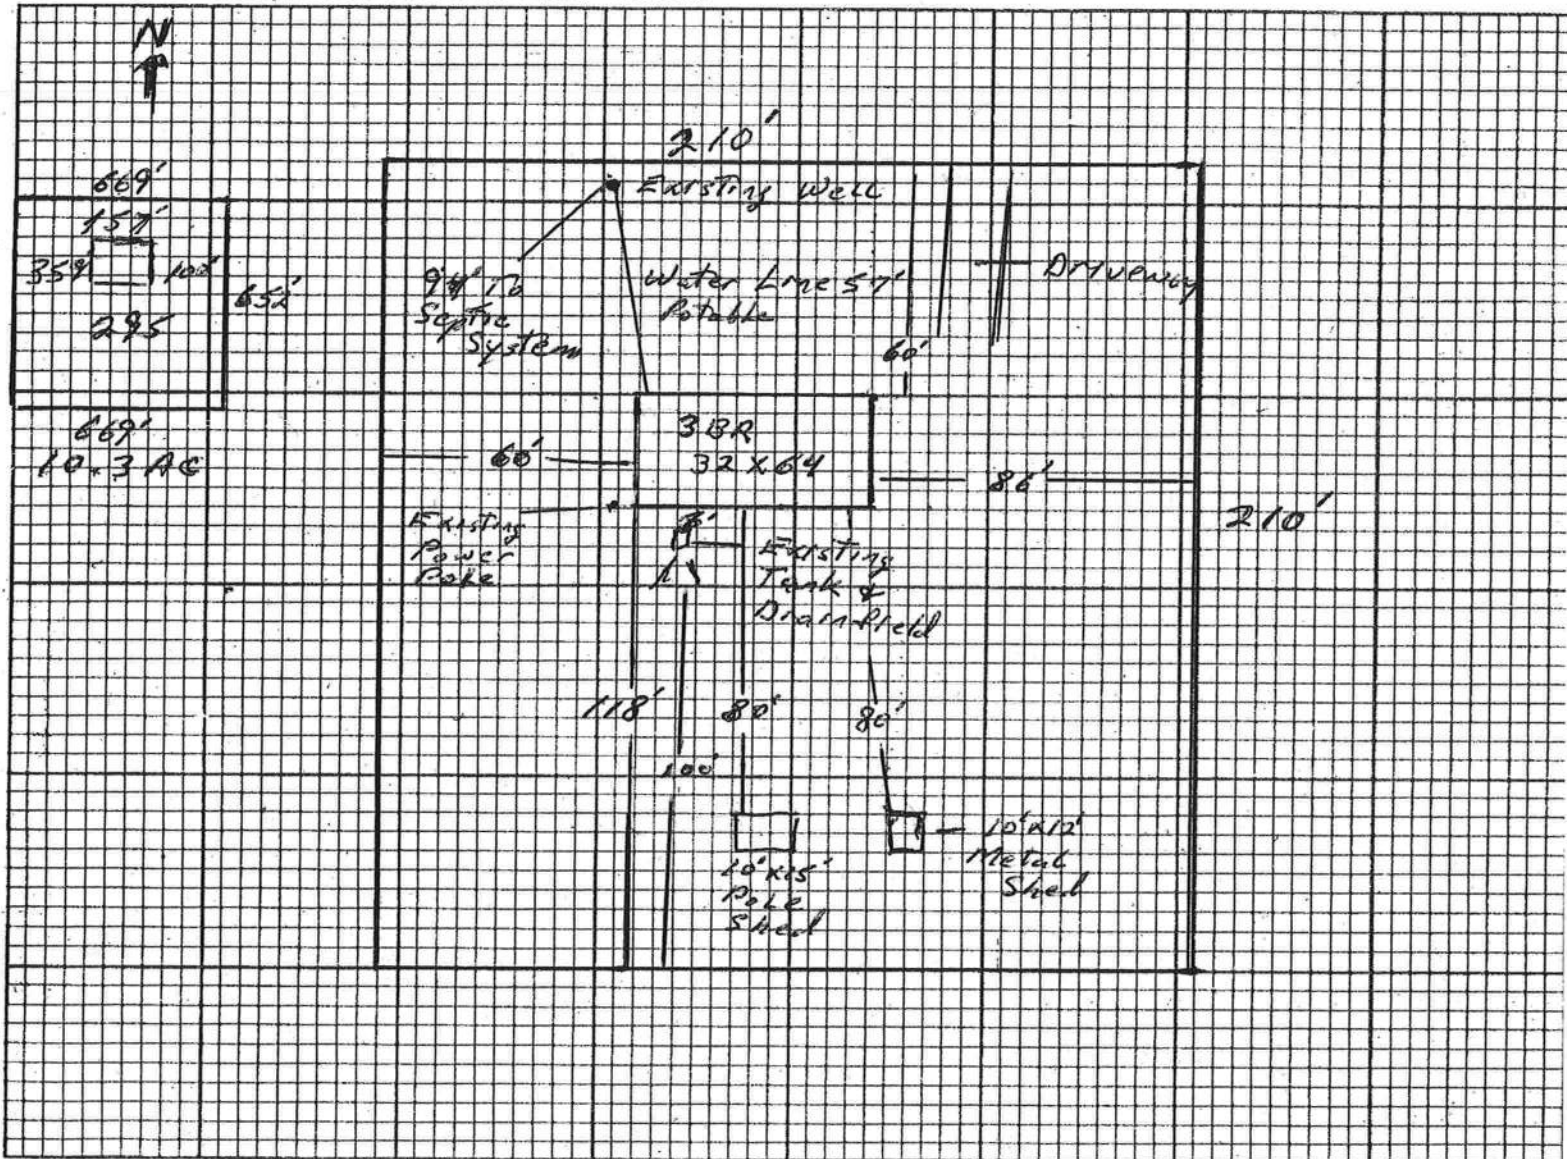 N
210'
669'
157'
359'
100'
652'
295
669'
10.3 AC
Existing Well
94' To
Septic
System
Water Line 57'
Potable
Driveway
60'
3 BR
32 X 64
60'
86'
210'
Existing
Power
Pole
Existing
Tank &
Drainfield
118'
80'
80'
100'
10'x15'
Pole
Shed
10'x12'
Metal
Shed